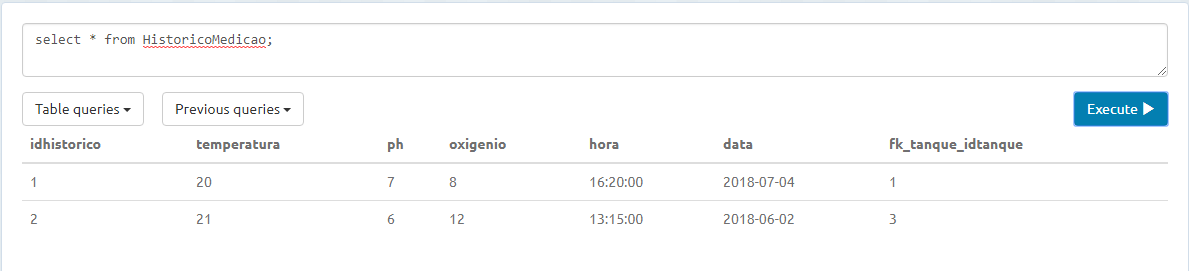 select * from HistoricoMedicao;
Table queries Previous queries Execute
idhistorico temperatura ph oxigenio hora data fk_tanque_idtanque
1 20 7 8 16:20:00 2018-07-04 1
2 21 6 12 13:15:00 2018-06-02 3